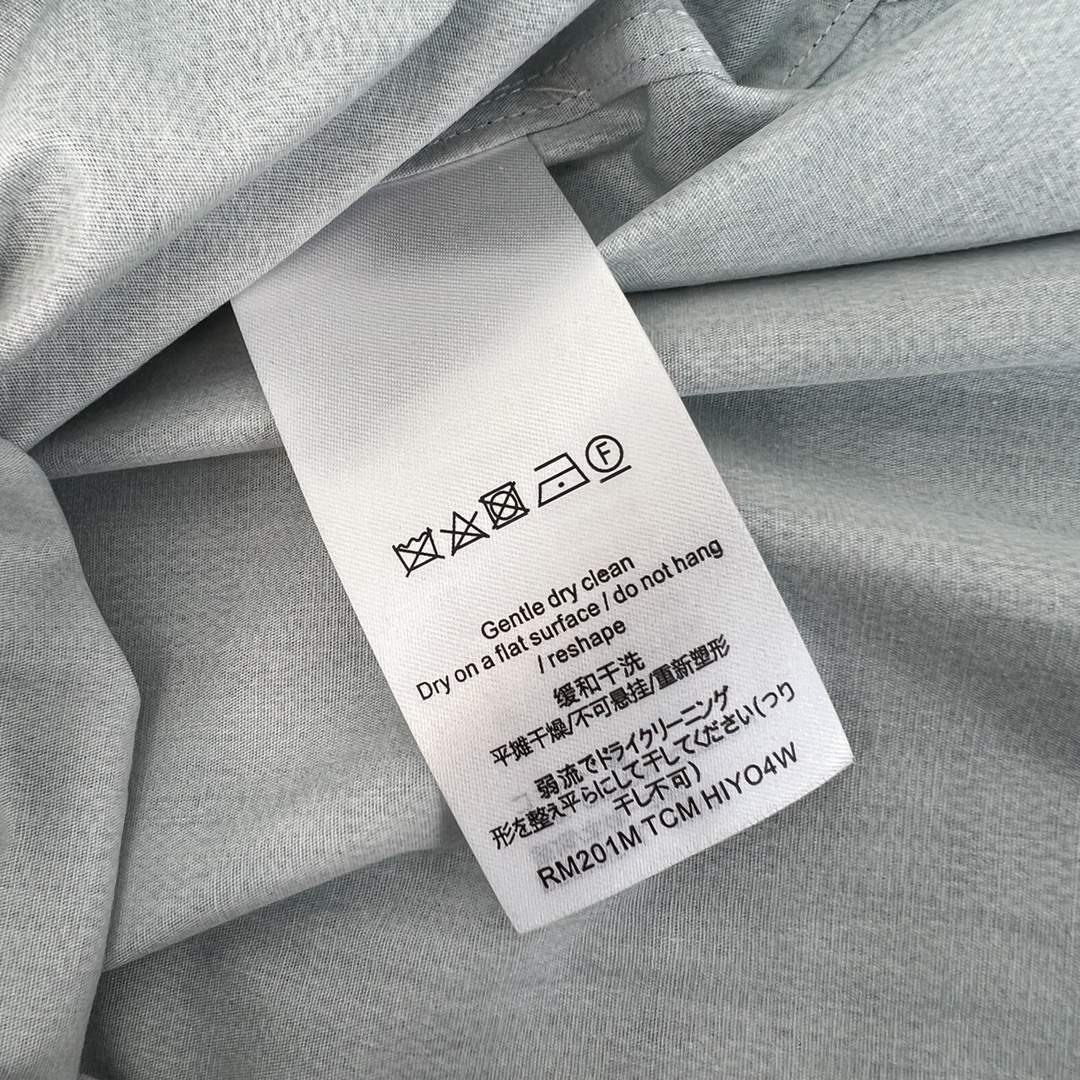 F
Gentle dry clean
Dry on a flat surface / do not hang
/ reshape
缓和干洗
平摊干燥/不可悬挂/重新塑形
弱流でドライクリーニング
形を整え平らにして干してください(つり
干し不可)
RM201M TCM HIYO4W